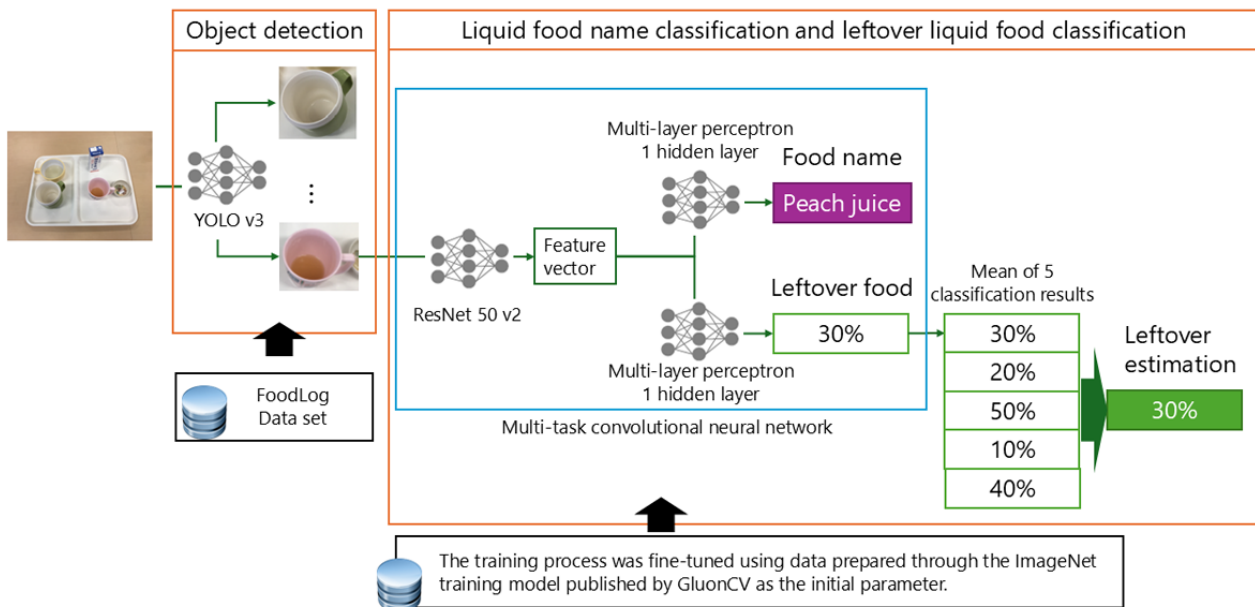 Object detection
Liquid food name classification and leftover liquid food classification
YOLO v3
...
ResNet 50 v2
Feature
vector
Multi-layer perceptron
1 hidden layer
Food name
Peach juice
Leftover food
30%
Multi-layer perceptron
1 hidden layer
Multi-task convolutional neural network
Mean of 5
classification results
30%
20%
50%
10%
40%
Leftover
estimation
30%
FoodLog
Data set
The training process was fine-tuned using data prepared through the ImageNet
training model published by GluonCV as the initial parameter.